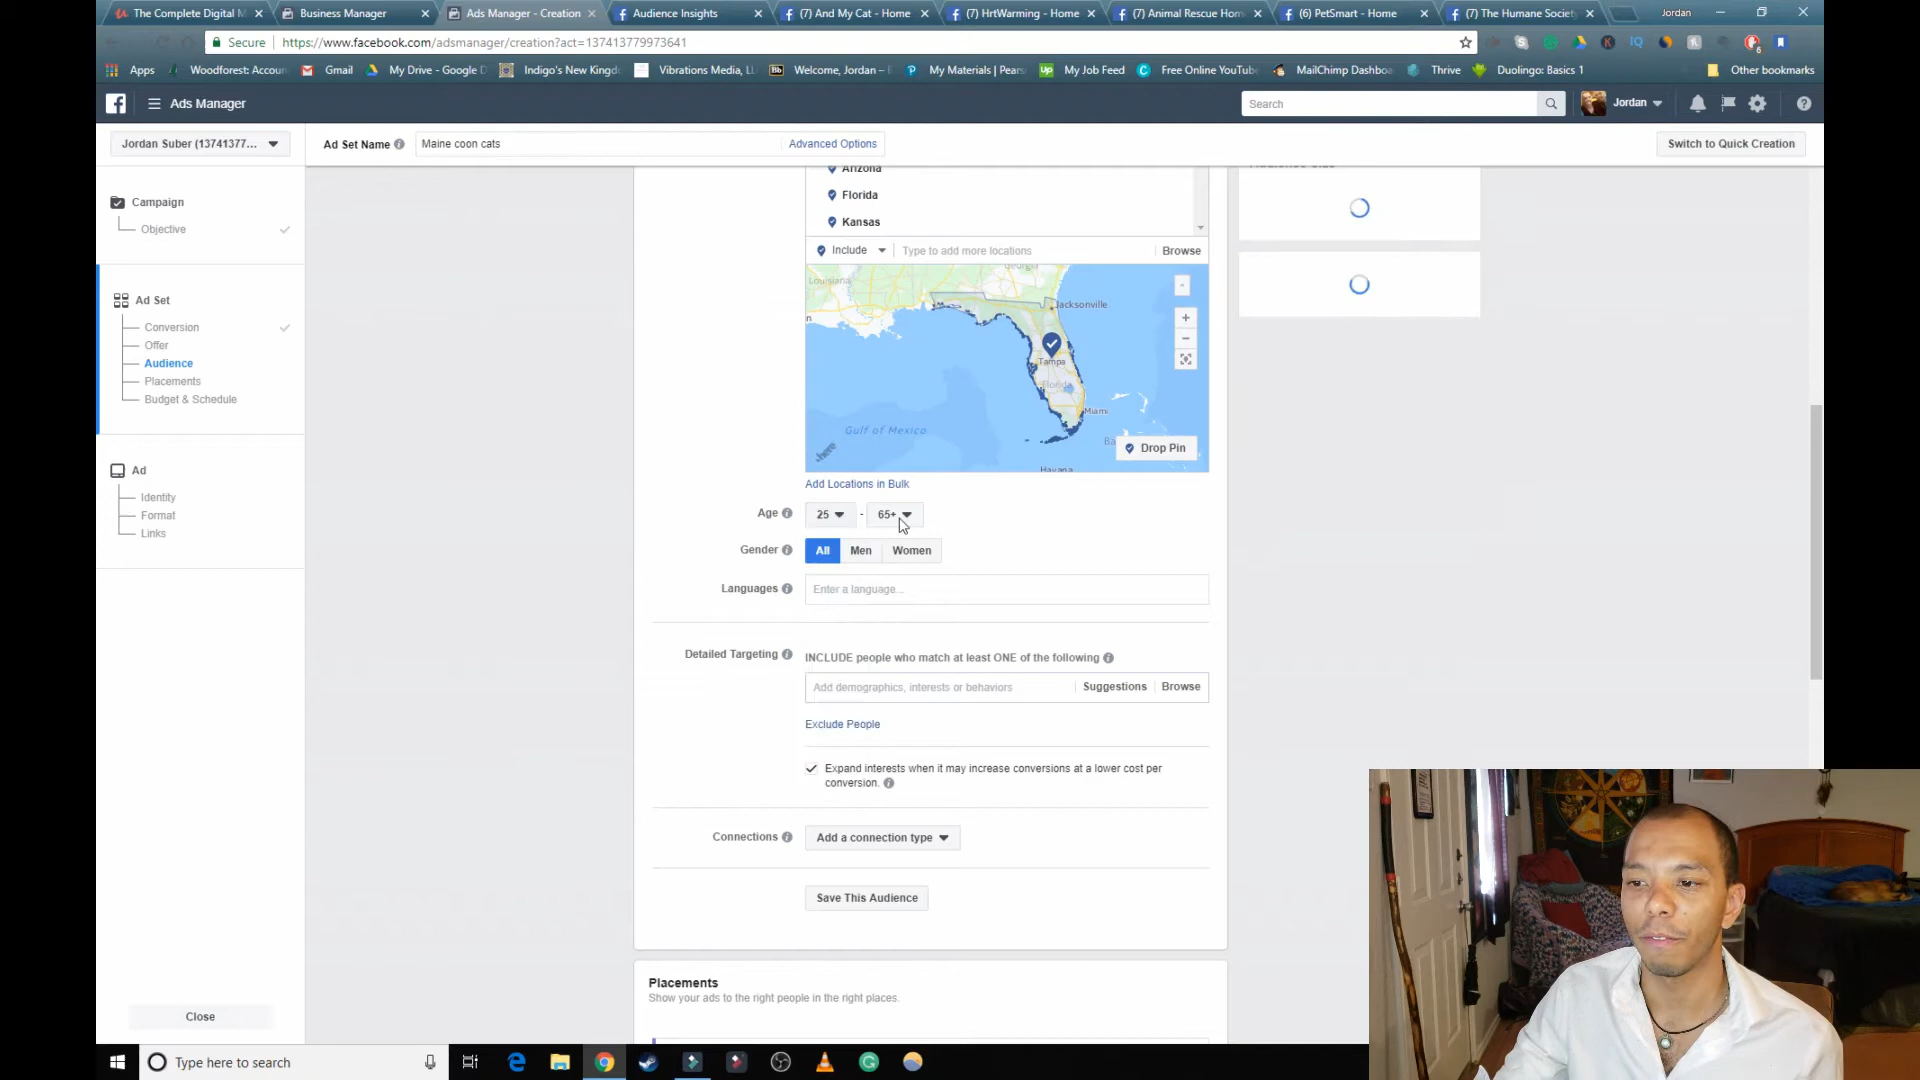 The Complete Digital M
Business Manager
Ads Manager - Creation
Audience Insights
(7) And My Cat - Home
(7) HrtWarming - Home
(7) Animal Rescue Hom
(6) PetSmart - Home
(7) The Humane Societ
Jordan
Secure
https://www.facebook.com/adsmanager/creation?act=137413779973641
Apps
Woodforest: Accoun
Gmail
My Drive - Google D
Indigo's New Kingdo
Vibrations Media, LL
Welcome, Jordan –
My Materials | Pears
My Job Feed
Free Online YouTub
MailChimp Dashboa
Thrive
Duolingo: Basics 1
Other bookmarks
Ads Manager
Search
Jordan
Jordan Suber (13741377...
Ad Set Name
Maine coon cats
Advanced Options
Switch to Quick Creation
Campaign
Objective
Ad Set
Conversion
Offer
Audience
Placements
Budget & Schedule
Ad
Identity
Format
Links
Close
Arizona
Florida
Kansas
Include
Type to add more locations
Browse
Louisiana
Georgia
Jacksonville
Tampa
Florida
Miami
Gulf of Mexico
Havana
here
Drop Pin
Add Locations in Bulk
Age
25
-
65+
Gender
All
Men
Women
Languages
Enter a language...
Detailed Targeting
INCLUDE people who match at least ONE of the following
Add demographics, interests or behaviors
Suggestions
Browse
Exclude People
Expand interests when it may increase conversions at a lower cost per
conversion.
Connections
Add a connection type
Save This Audience
Placements
Show your ads to the right people in the right places.
Type here to search